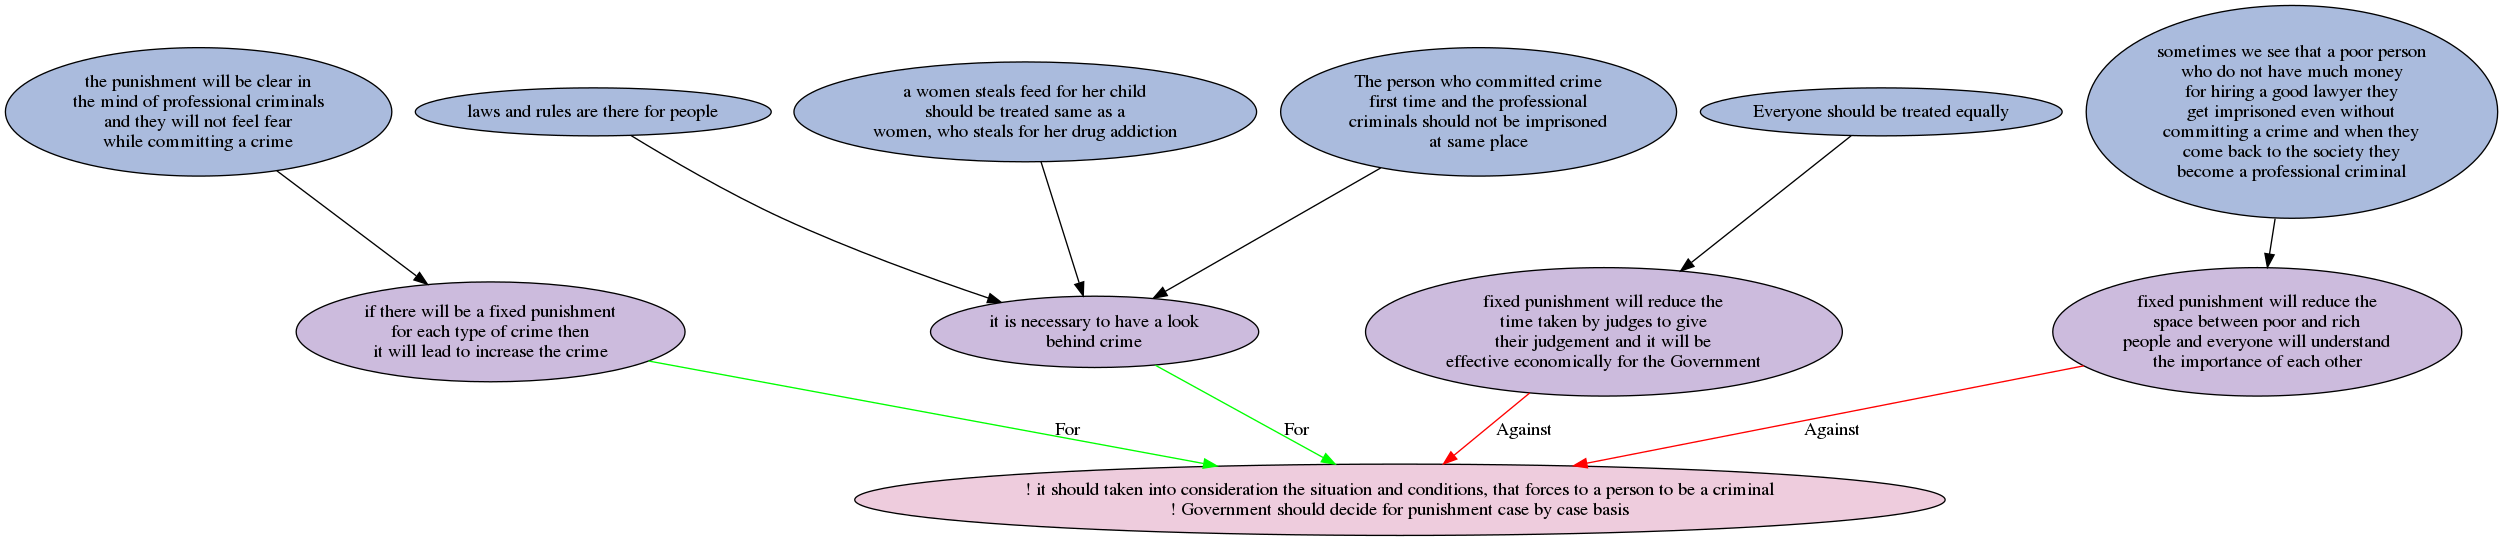 the punishment will be clear in
the mind of professional criminals
and they will not feel fear
while committing a crime
laws and rules are there for people
a women steals feed for her child
should be treated same as a
women, who steals for her drug addiction
The person who committed crime
first time and the professional
criminals should not be imprisoned
at same place
Everyone should be treated equally
sometimes we see that a poor person
who do not have much money
for hiring a good lawyer they
get imprisoned even without
committing a crime and when they
come back to the society they
become a professional criminal
if there will be a fixed punishment
for each type of crime then
it will lead to increase the crime
it is necessary to have a look
behind crime
fixed punishment will reduce the
time taken by judges to give
their judgement and it will be
effective economically for the Government
fixed punishment will reduce the
space between poor and rich
people and everyone will understand
the importance of each other
For
For
Against
Against
! it should taken into consideration the situation and conditions, that forces to a person to be a criminal
! Government should decide for punishment case by case basis